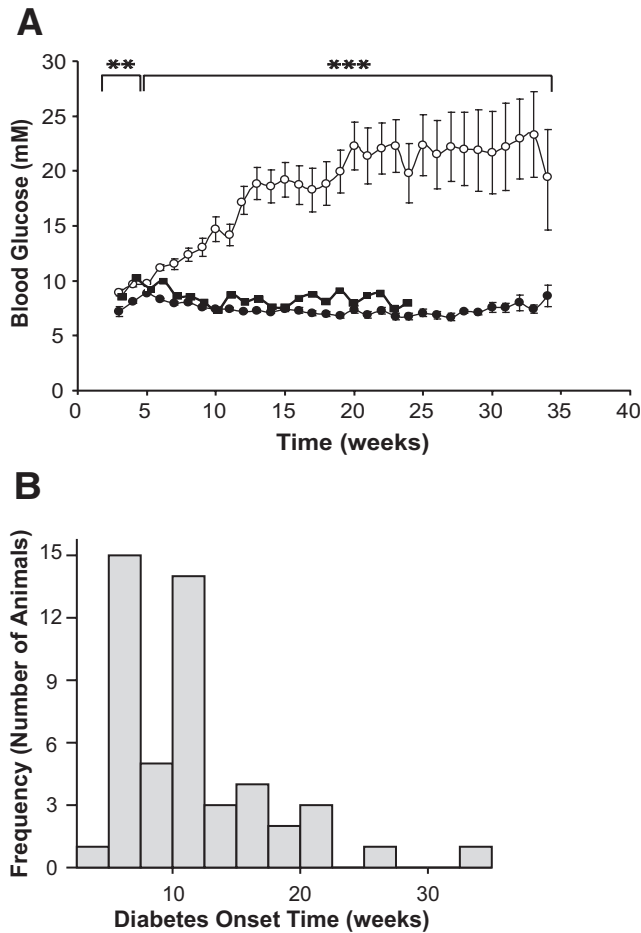 A
** ***
30
25
20
15
10
5
0
Blood Glucose (mM)
0 5 10 15 20 25 30 35 40
Time (weeks)
B
15
12
9
6
3
0
Frequency (Number of Animals)
10 20 30
Diabetes Onset Time (weeks)